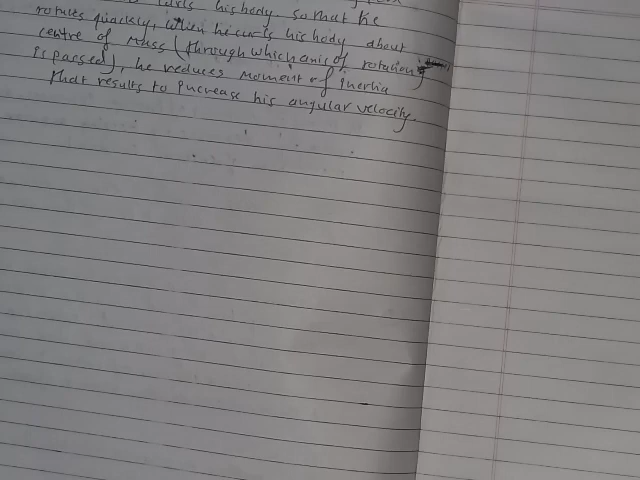 curls his body so that he
rotates quickly, when he curls his body about
centre of mass (through which axis of rotation
is passed), he reduces moment of inertia
that results to increase his angular velocity.